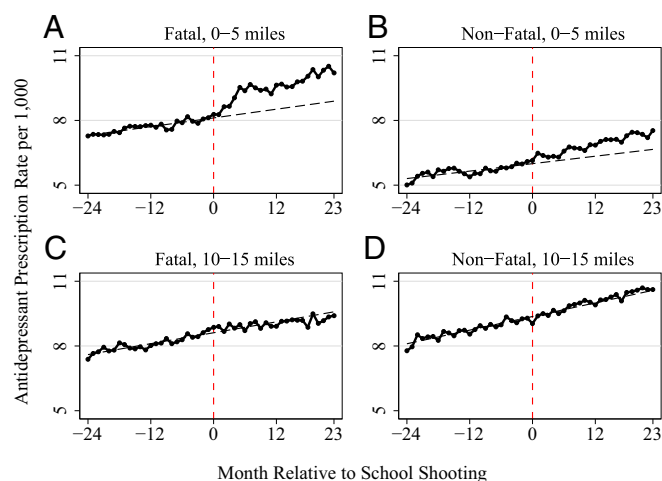 A
Fatal, 0−5 miles
B
Non−Fatal, 0−5 miles
Antidepressant Prescription Rate per 1,000
11
8
5
−24 −12 0 12 23
11
8
5
−24 −12 0 12 23
C
Fatal, 10−15 miles
D
Non−Fatal, 10−15 miles
11
8
5
−24 −12 0 12 23
11
8
5
−24 −12 0 12 23
Month Relative to School Shooting